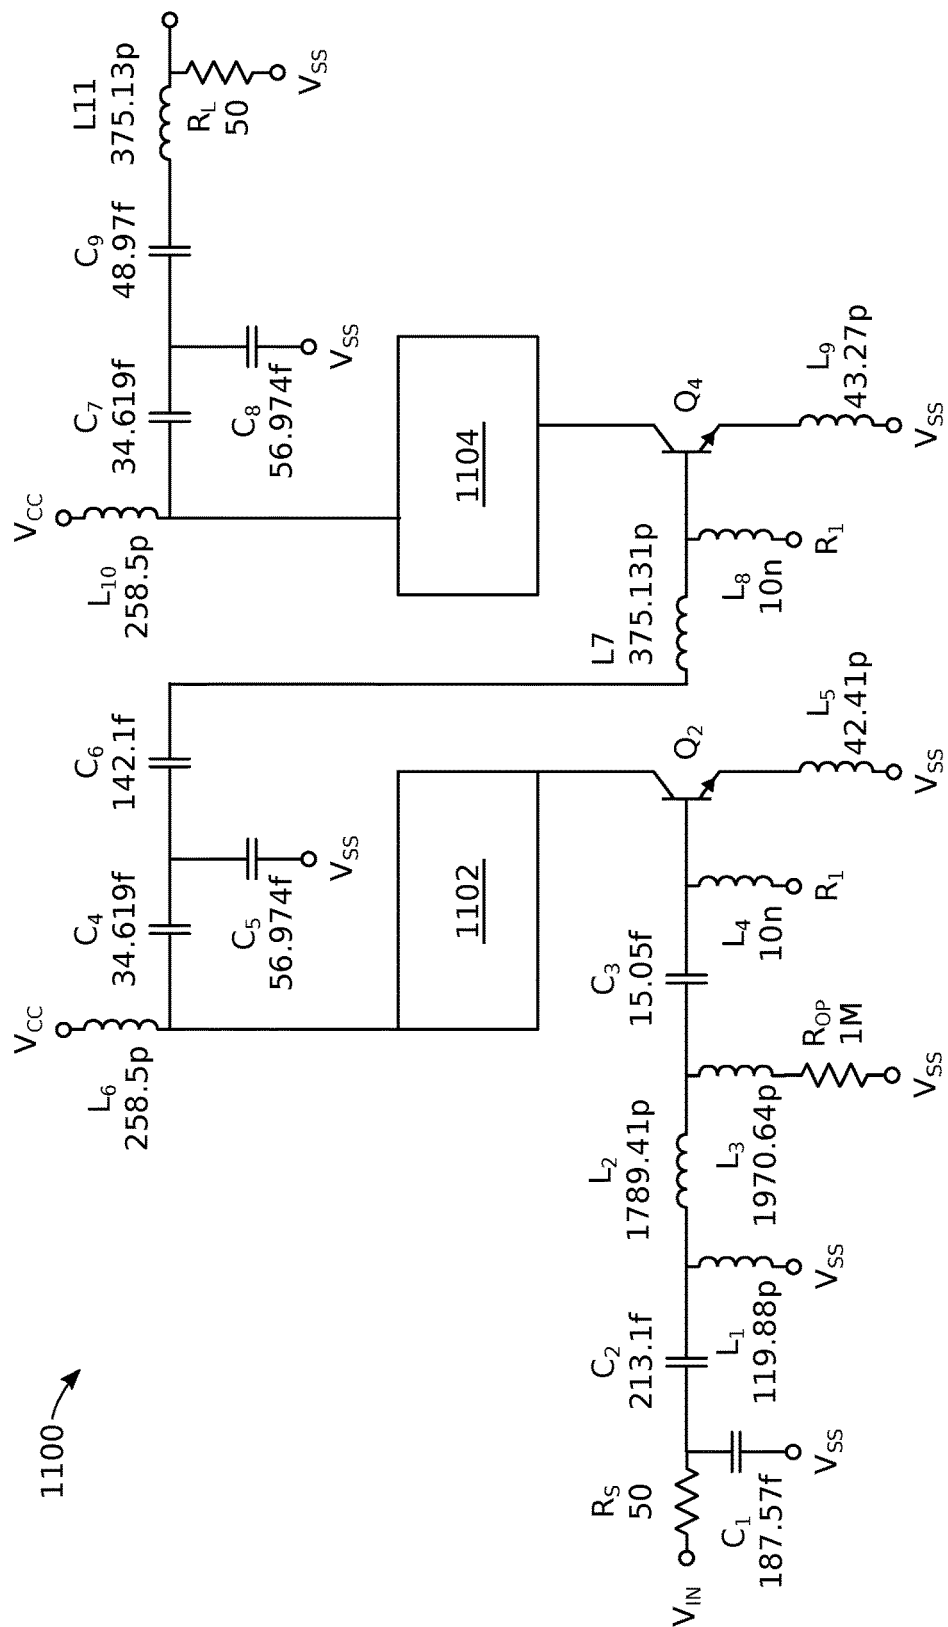 1100
V_IN
R_S
50
C_1
187.57f
V_SS
C_2
213.1f
L_1
119.88p
V_SS
L_2
1789.41p
L_3
1970.64p
R_OP
1M
V_SS
C_3
15.05f
L_4
10n
R_1
Q_2
L_5
42.41p
V_SS
1102
V_CC
L_6
258.5p
C_4
34.619f
C_5
56.974f
V_SS
C_6
142.1f
L7
375.131p
L_8
10n
R_1
Q_4
L_9
43.27p
V_SS
1104
V_CC
L_10
258.5p
C_7
34.619f
C_8
56.974f
V_SS
C_9
48.97f
L11
375.13p
R_L
50
V_SS